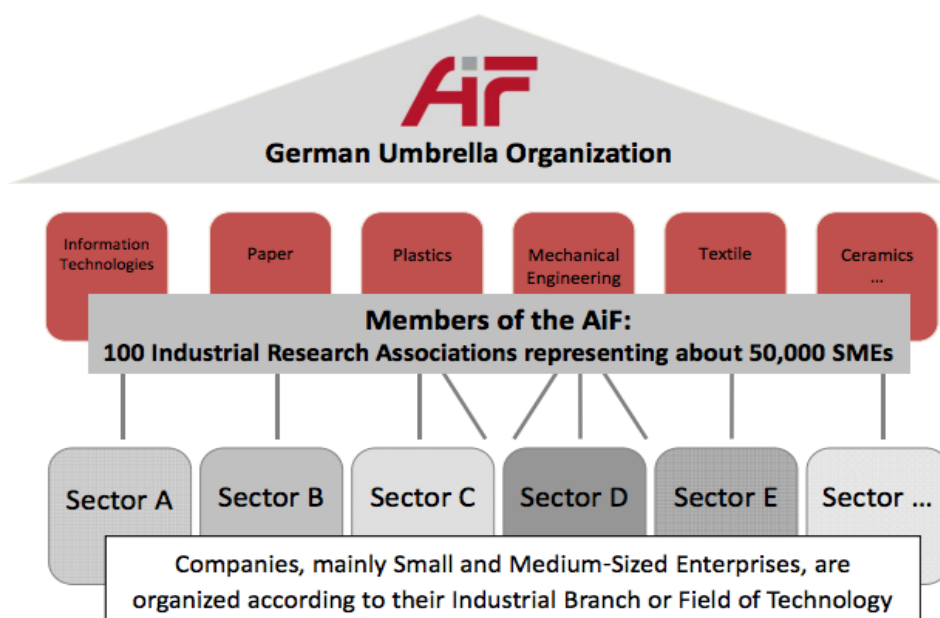 AiF
German Umbrella Organization
Information
Technologies
Paper
Plastics
Mechanical
Engineering
Textile
Ceramics
...
Members of the AiF:
100 Industrial Research Associations representing about 50,000 SMEs
Sector A
Sector B
Sector C
Sector D
Sector E
Sector ...
Companies, mainly Small and Medium-Sized Enterprises, are
organized according to their Industrial Branch or Field of Technology